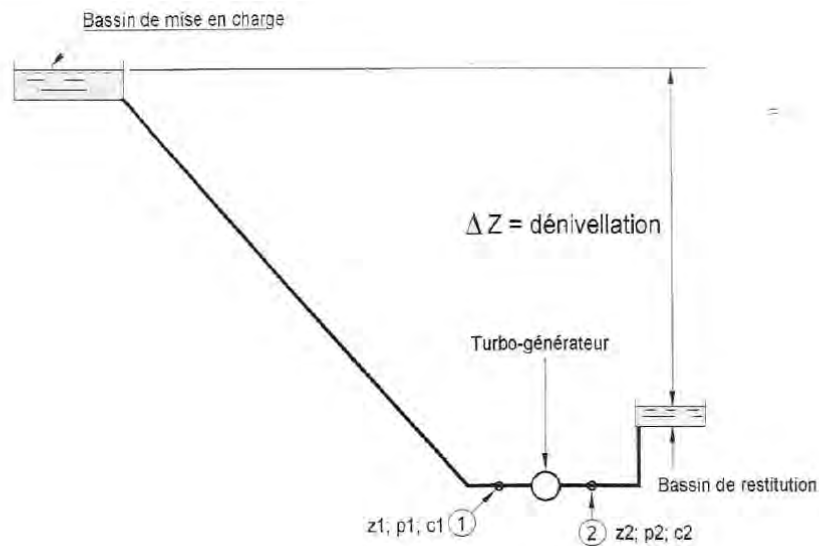 Bassin de mise en charge
Δ Z = dénivellation
Turbo-générateur
Bassin de restitution
z1; p1; c1 1
2 z2; p2; c2